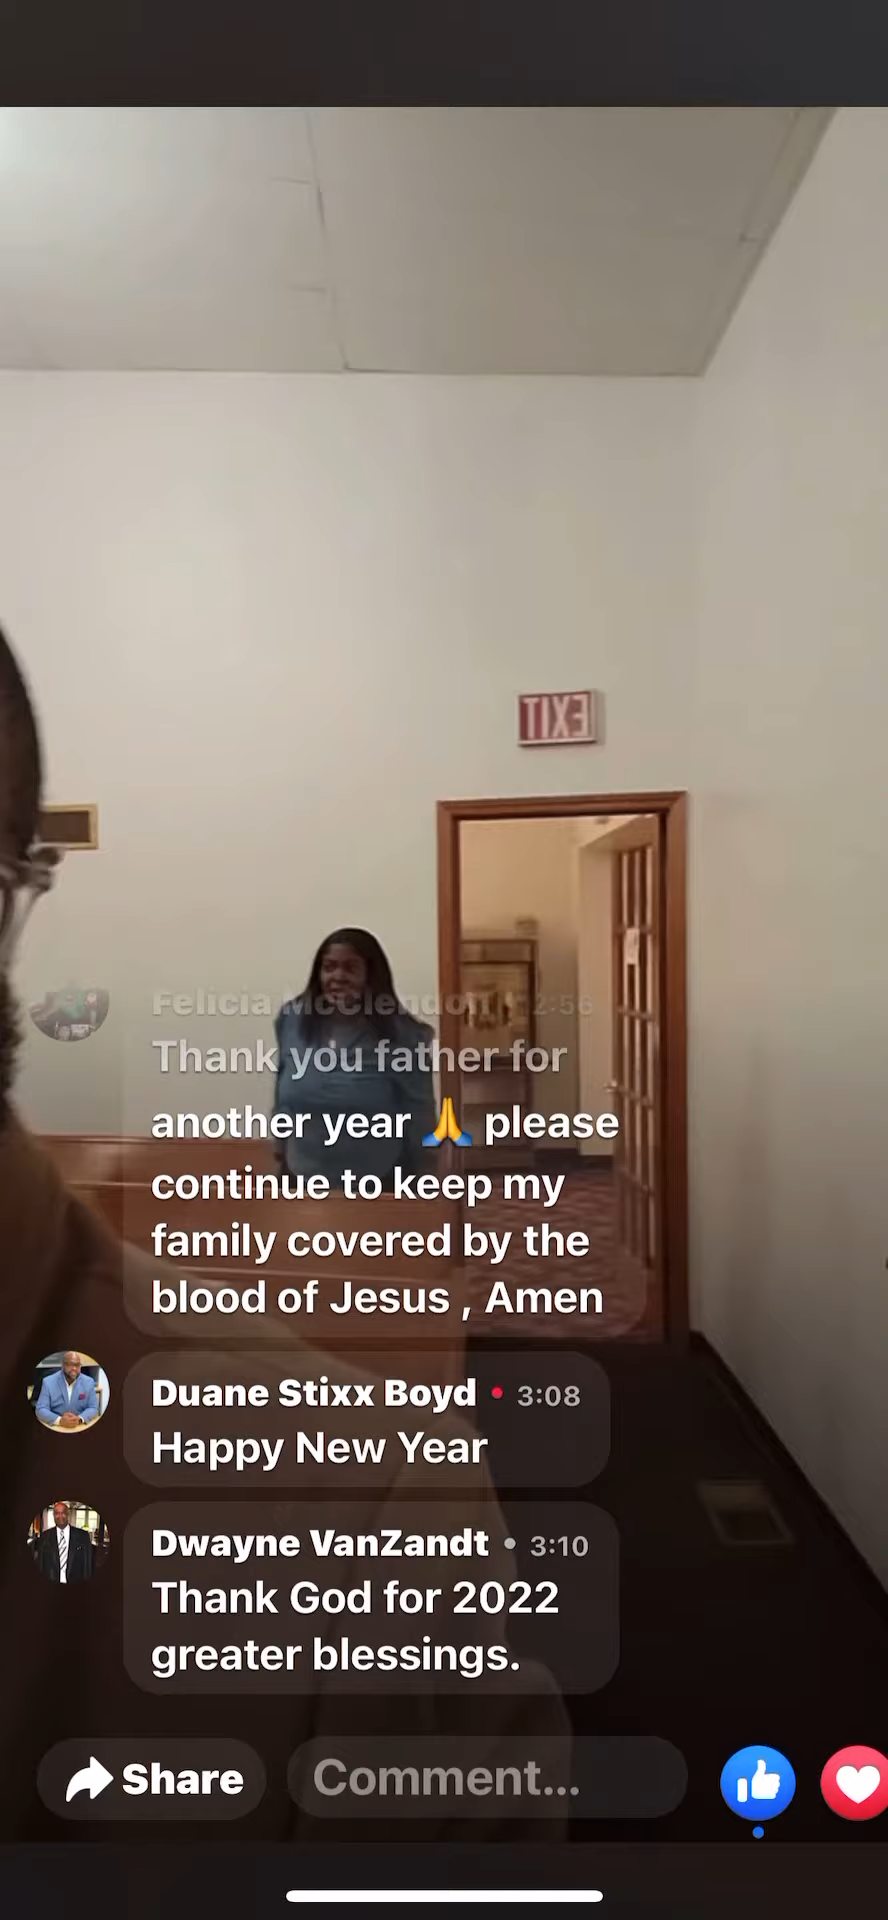 EXIT
Felicia McClendon 2:56
Thank you father for
another year 🙏 please
continue to keep my
family covered by the
blood of Jesus , Amen
Duane Stixx Boyd • 3:08
Happy New Year
Dwayne VanZandt • 3:10
Thank God for 2022
greater blessings.
Share
Comment...